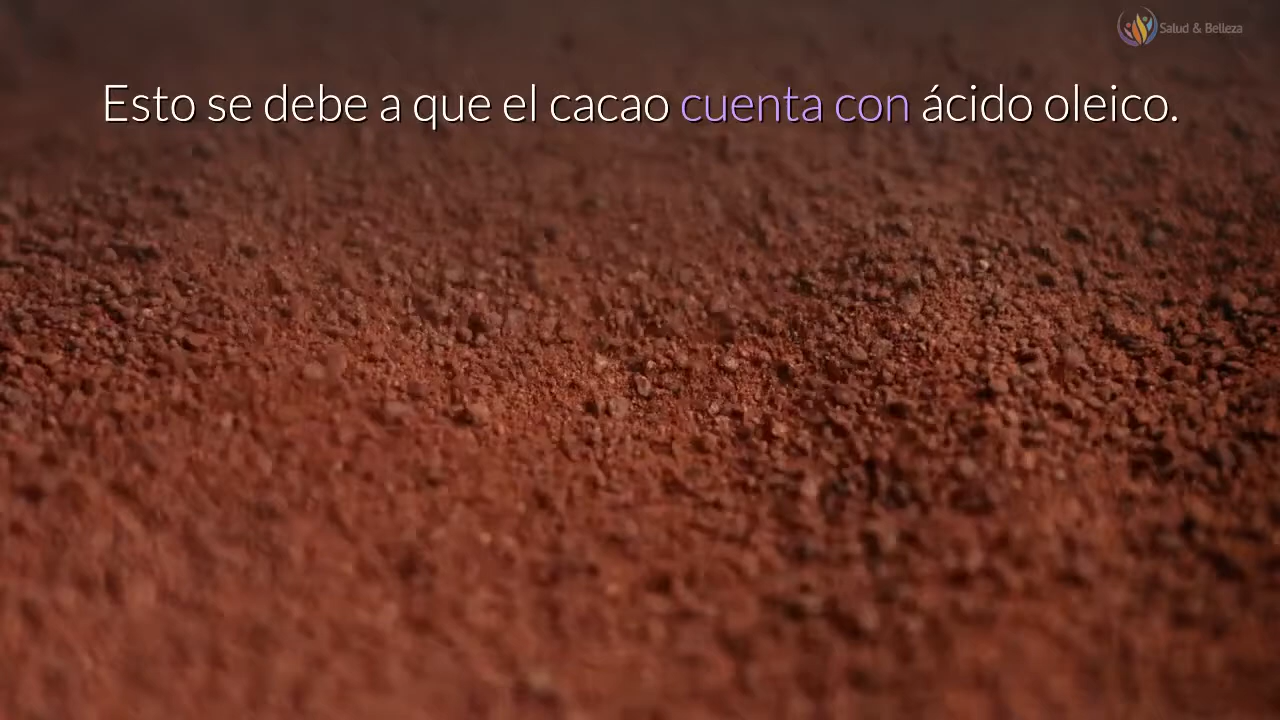 Salud & Belleza
Esto se debe a que el cacao cuenta con ácido oleico.